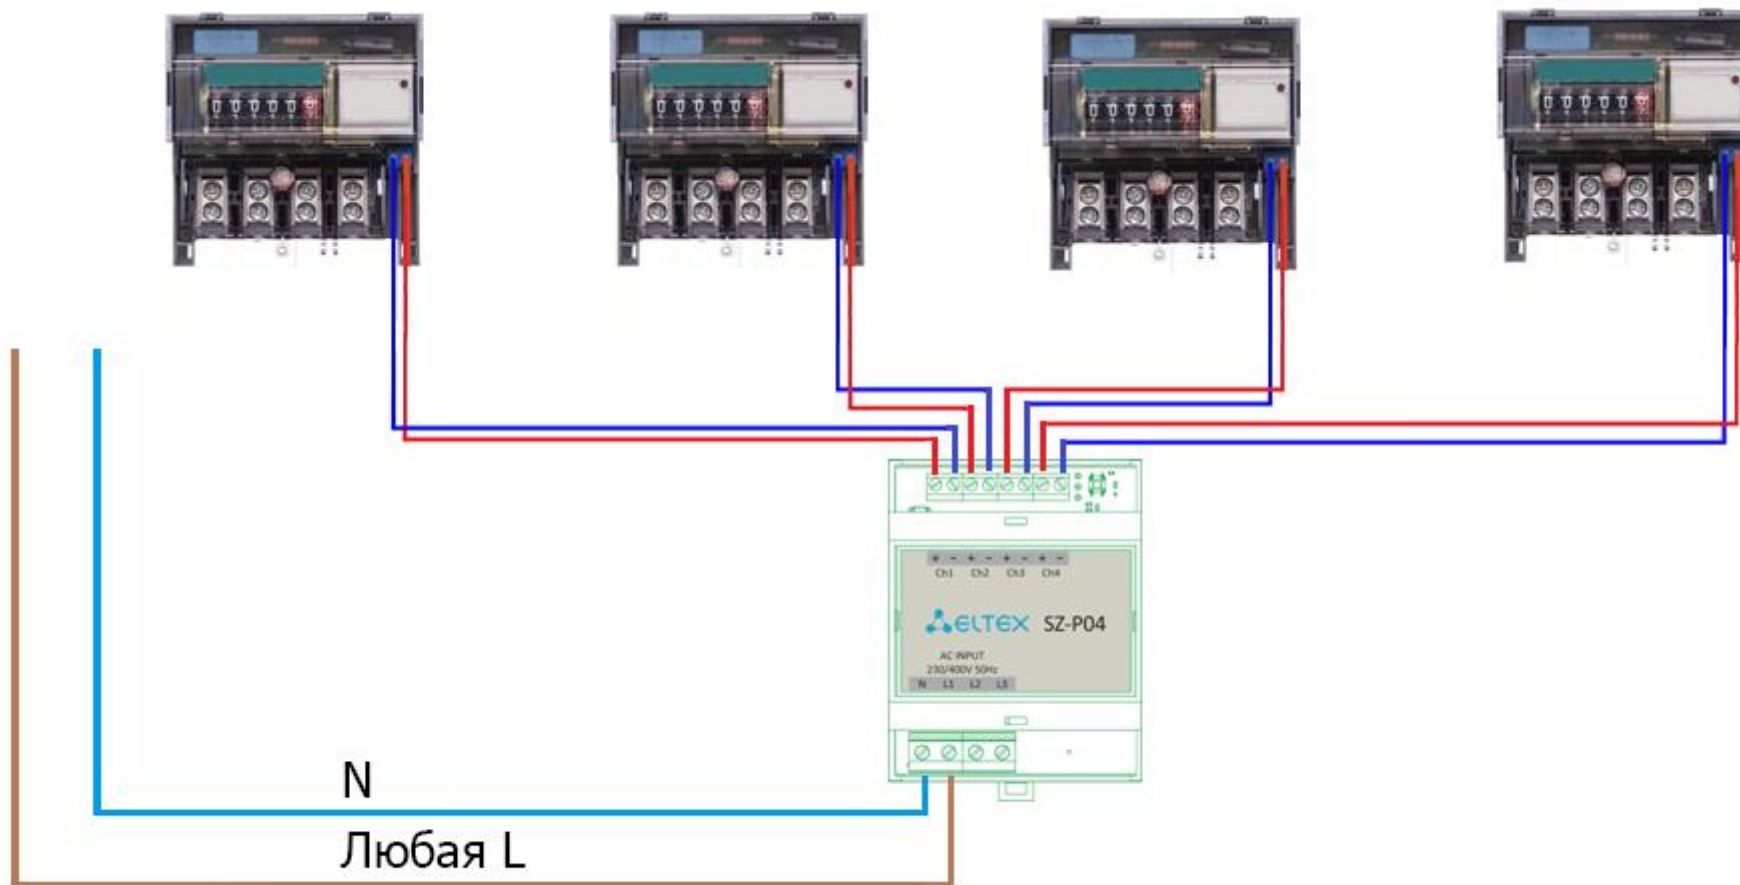 + - + - + - + -
Ch1 Ch2 Ch3 Ch4
ELTEX SZ-P04
AC INPUT
230/400V 50Hz
N L1 L2 L3
N
Любая L